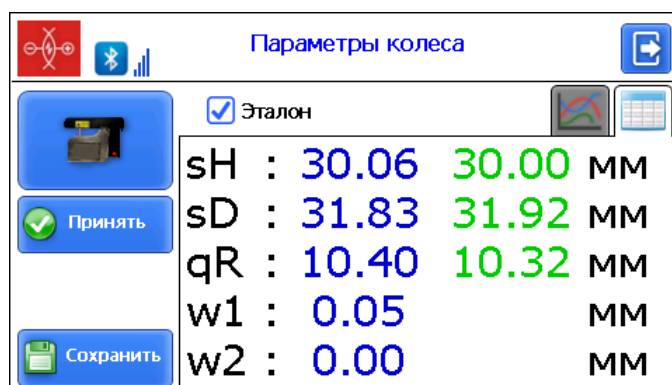 Параметры колеса
Эталон
sH : 30.06 30.00 мм
Принять
sD : 31.83 31.92 мм
qR : 10.40 10.32 мм
w1 : 0.05 мм
Сохранить
w2 : 0.00 мм